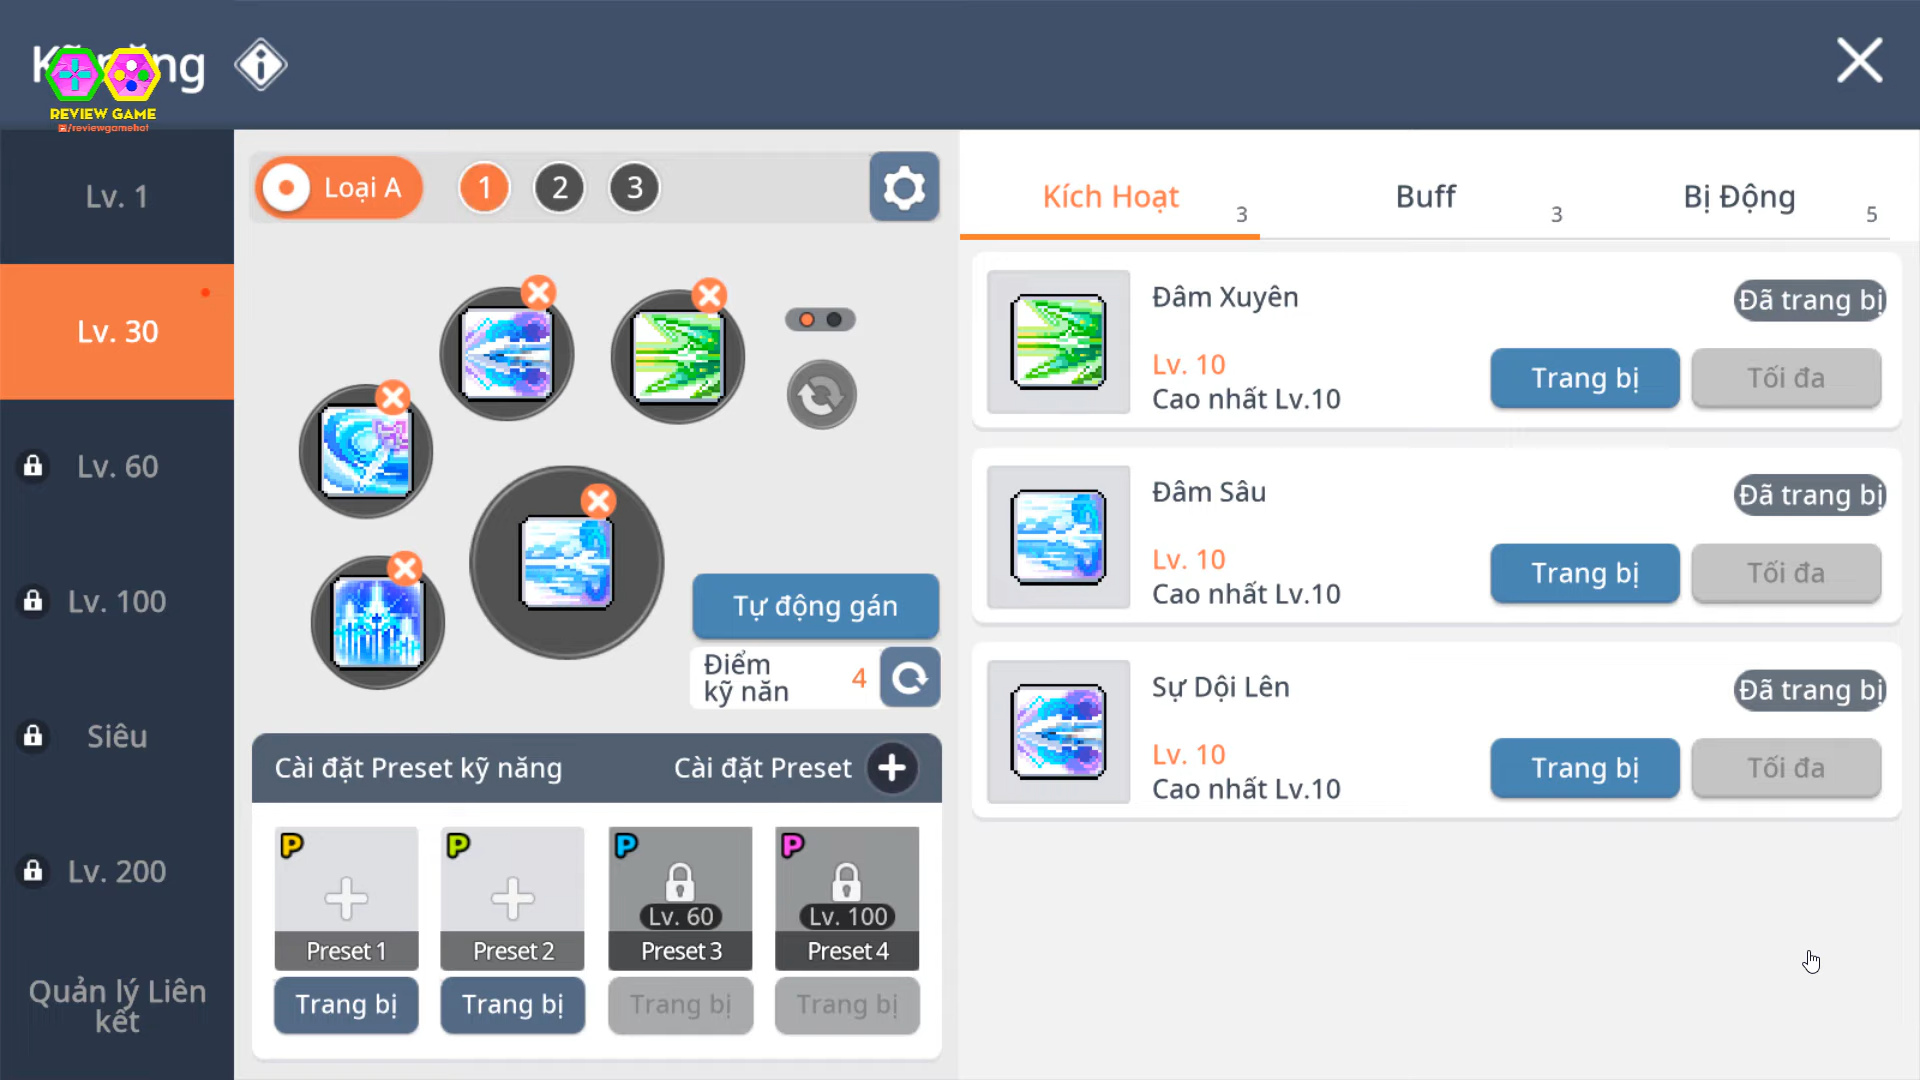 REVIEW GAME
/reviewgamehot
Lv. 1
Lv. 30
Lv. 60
Lv. 100
Siêu
Lv. 200
Quản lý Liên
kết
Loại A
1
2
3
Tự động gán
Điểm
kỹ năn
4
Cài đặt Preset kỹ năng
Cài đặt Preset
P
P
P
P
Lv. 60
Lv. 100
Preset 1
Preset 2
Preset 3
Preset 4
Trang bị
Trang bị
Trang bị
Trang bị
Kích Hoạt
3
Buff
3
Bị Động
5
Đâm Xuyên
Đã trang bị
Lv. 10
Cao nhất Lv.10
Trang bị
Tối đa
Đâm Sâu
Đã trang bị
Lv. 10
Cao nhất Lv.10
Trang bị
Tối đa
Sự Dội Lên
Đã trang bị
Lv. 10
Cao nhất Lv.10
Trang bị
Tối đa